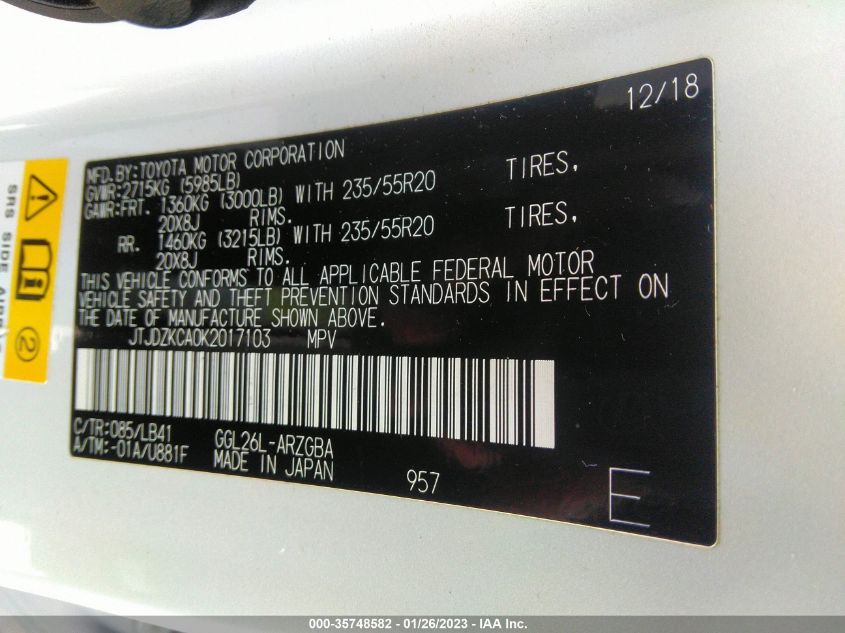 12/18
MFD.BY:TOYOTA MOTOR CORPORATION
GVWR:2715KG (5985LB)
GAWR:FRT. 1360KG (3000LB) WITH 235/55R20 TIRES,
20X8J RIMS.
RR. 1460KG (3215LB) WITH 235/55R20 TIRES,
20X8J RIMS.
THIS VEHICLE CONFORMS TO ALL APPLICABLE FEDERAL MOTOR
VEHICLE SAFETY AND THEFT PREVENTION STANDARDS IN EFFECT ON
THE DATE OF MANUFACTURE SHOWN ABOVE.
JTJDZKCA0K2017103 MPV
C/TR:085/LB41
A/TM:-01A/U881F
GGL26L-ARZGBA
MADE IN JAPAN
957
E
SRS SIDE
2
000-35748582 - 01/26/2023 - IAA Inc.